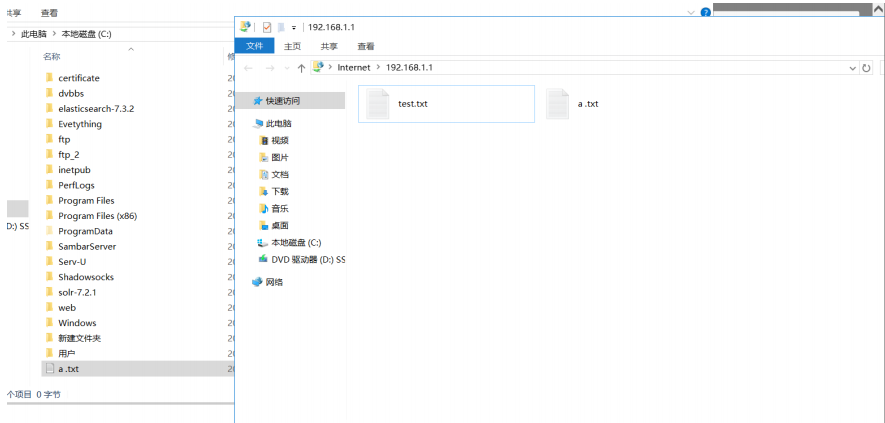 共享 查看
> 此电脑 > 本地磁盘 (C:)
名称
certificate
dvbbs
elasticsearch-7.3.2
Evetything
ftp
ftp_2
inetpub
PerfLogs
Program Files
Program Files (x86)
ProgramData
SambarServer
Serv-U
Shadowsocks
solr-7.2.1
web
Windows
新建文件夹
用户
a .txt
D:) SS
个项目 0 字节
192.168.1.1
文件 主页 共享 查看
> Internet > 192.168.1.1
快速访问
此电脑
视频
图片
文档
下载
音乐
桌面
本地磁盘 (C:)
DVD 驱动器 (D:) SS
网络
test.txt
a .txt